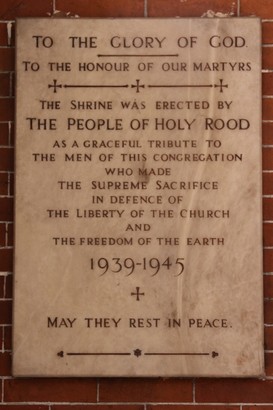 TO THE GLORY OF GOD.
TO THE HONOUR OF OUR MARTYRS
THE SHRINE WAS ERECTED BY
THE PEOPLE OF HOLY ROOD
AS A GRACEFUL TRIBUTE TO
THE MEN OF THIS CONGREGATION
WHO MADE
THE SUPREME SACRIFICE
IN DEFENCE OF
THE LIBERTY OF THE CHURCH
AND
THE FREEDOM OF THE EARTH
1939-1945
MAY THEY REST IN PEACE.